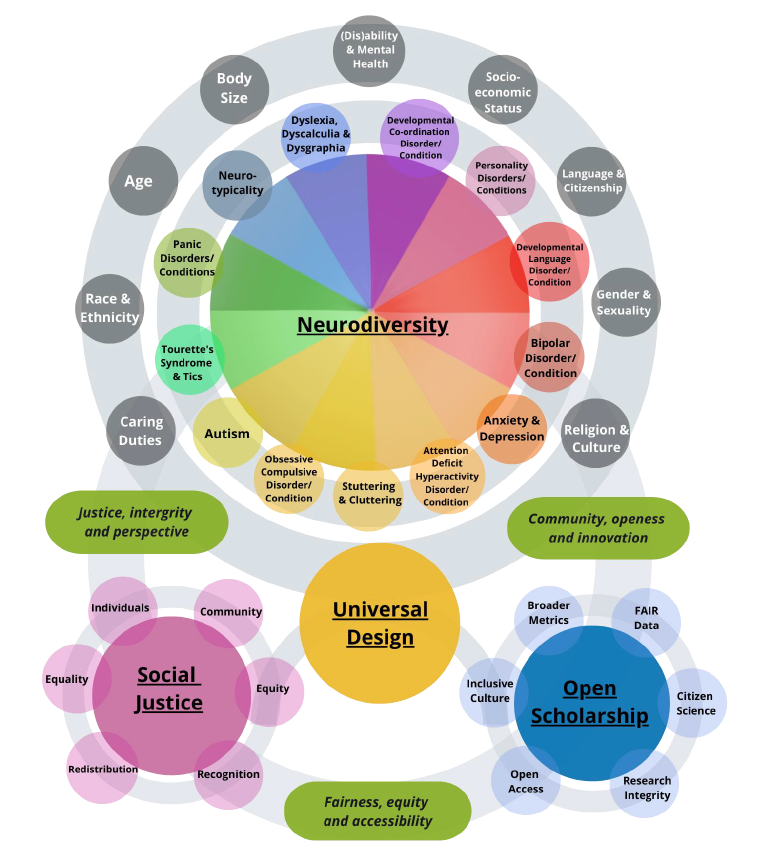 (Dis)ability
& Mental
Health
Body
Size
Socio-
economic
Status
Age
Language &
Citizenship
Race &
Ethnicity
Gender &
Sexuality
Caring
Duties
Religion &
Culture
Dyslexia,
Dyscalculia &
Dysgraphia
Developmental
Co-ordination
Disorder/
Condition
Neuro-
typicality
Personality
Disorders/
Conditions
Panic
Disorders/
Conditions
Developmental
Language
Disorder/
Condition
Neurodiversity
Tourette's
Syndrome
& Tics
Bipolar
Disorder/
Condition
Autism
Anxiety &
Depression
Obsessive
Compulsive
Disorder/
Condition
Stuttering
& Cluttering
Attention
Deficit
Hyperactivity
Disorder/
Condition
Justice, intergrity
and perspective
Community, openess
and innovation
Universal
Design
Individuals
Community
Equality
Social
Justice
Equity
Redistribution
Recognition
Broader
Metrics
FAIR
Data
Inclusive
Culture
Open
Scholarship
Citizen
Science
Open
Access
Research
Integrity
Fairness, equity
and accessibility